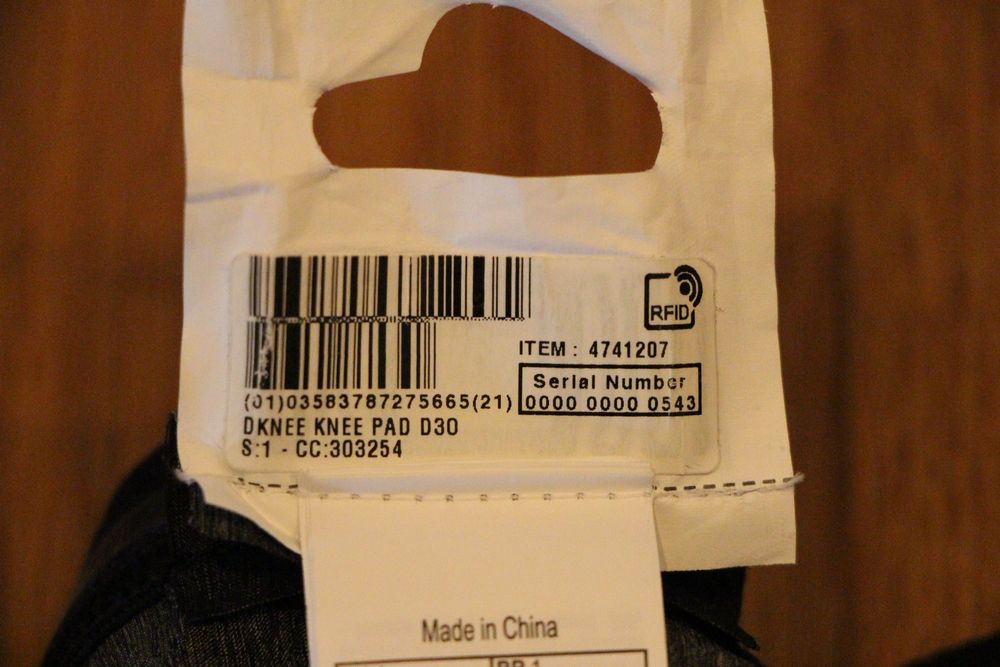 RFID
ITEM : 4741207
Serial Number
0000 0000 0543
(01)03583787275665(21)
DKNEE KNEE PAD D30
S:1 - CC:303254
Made in China